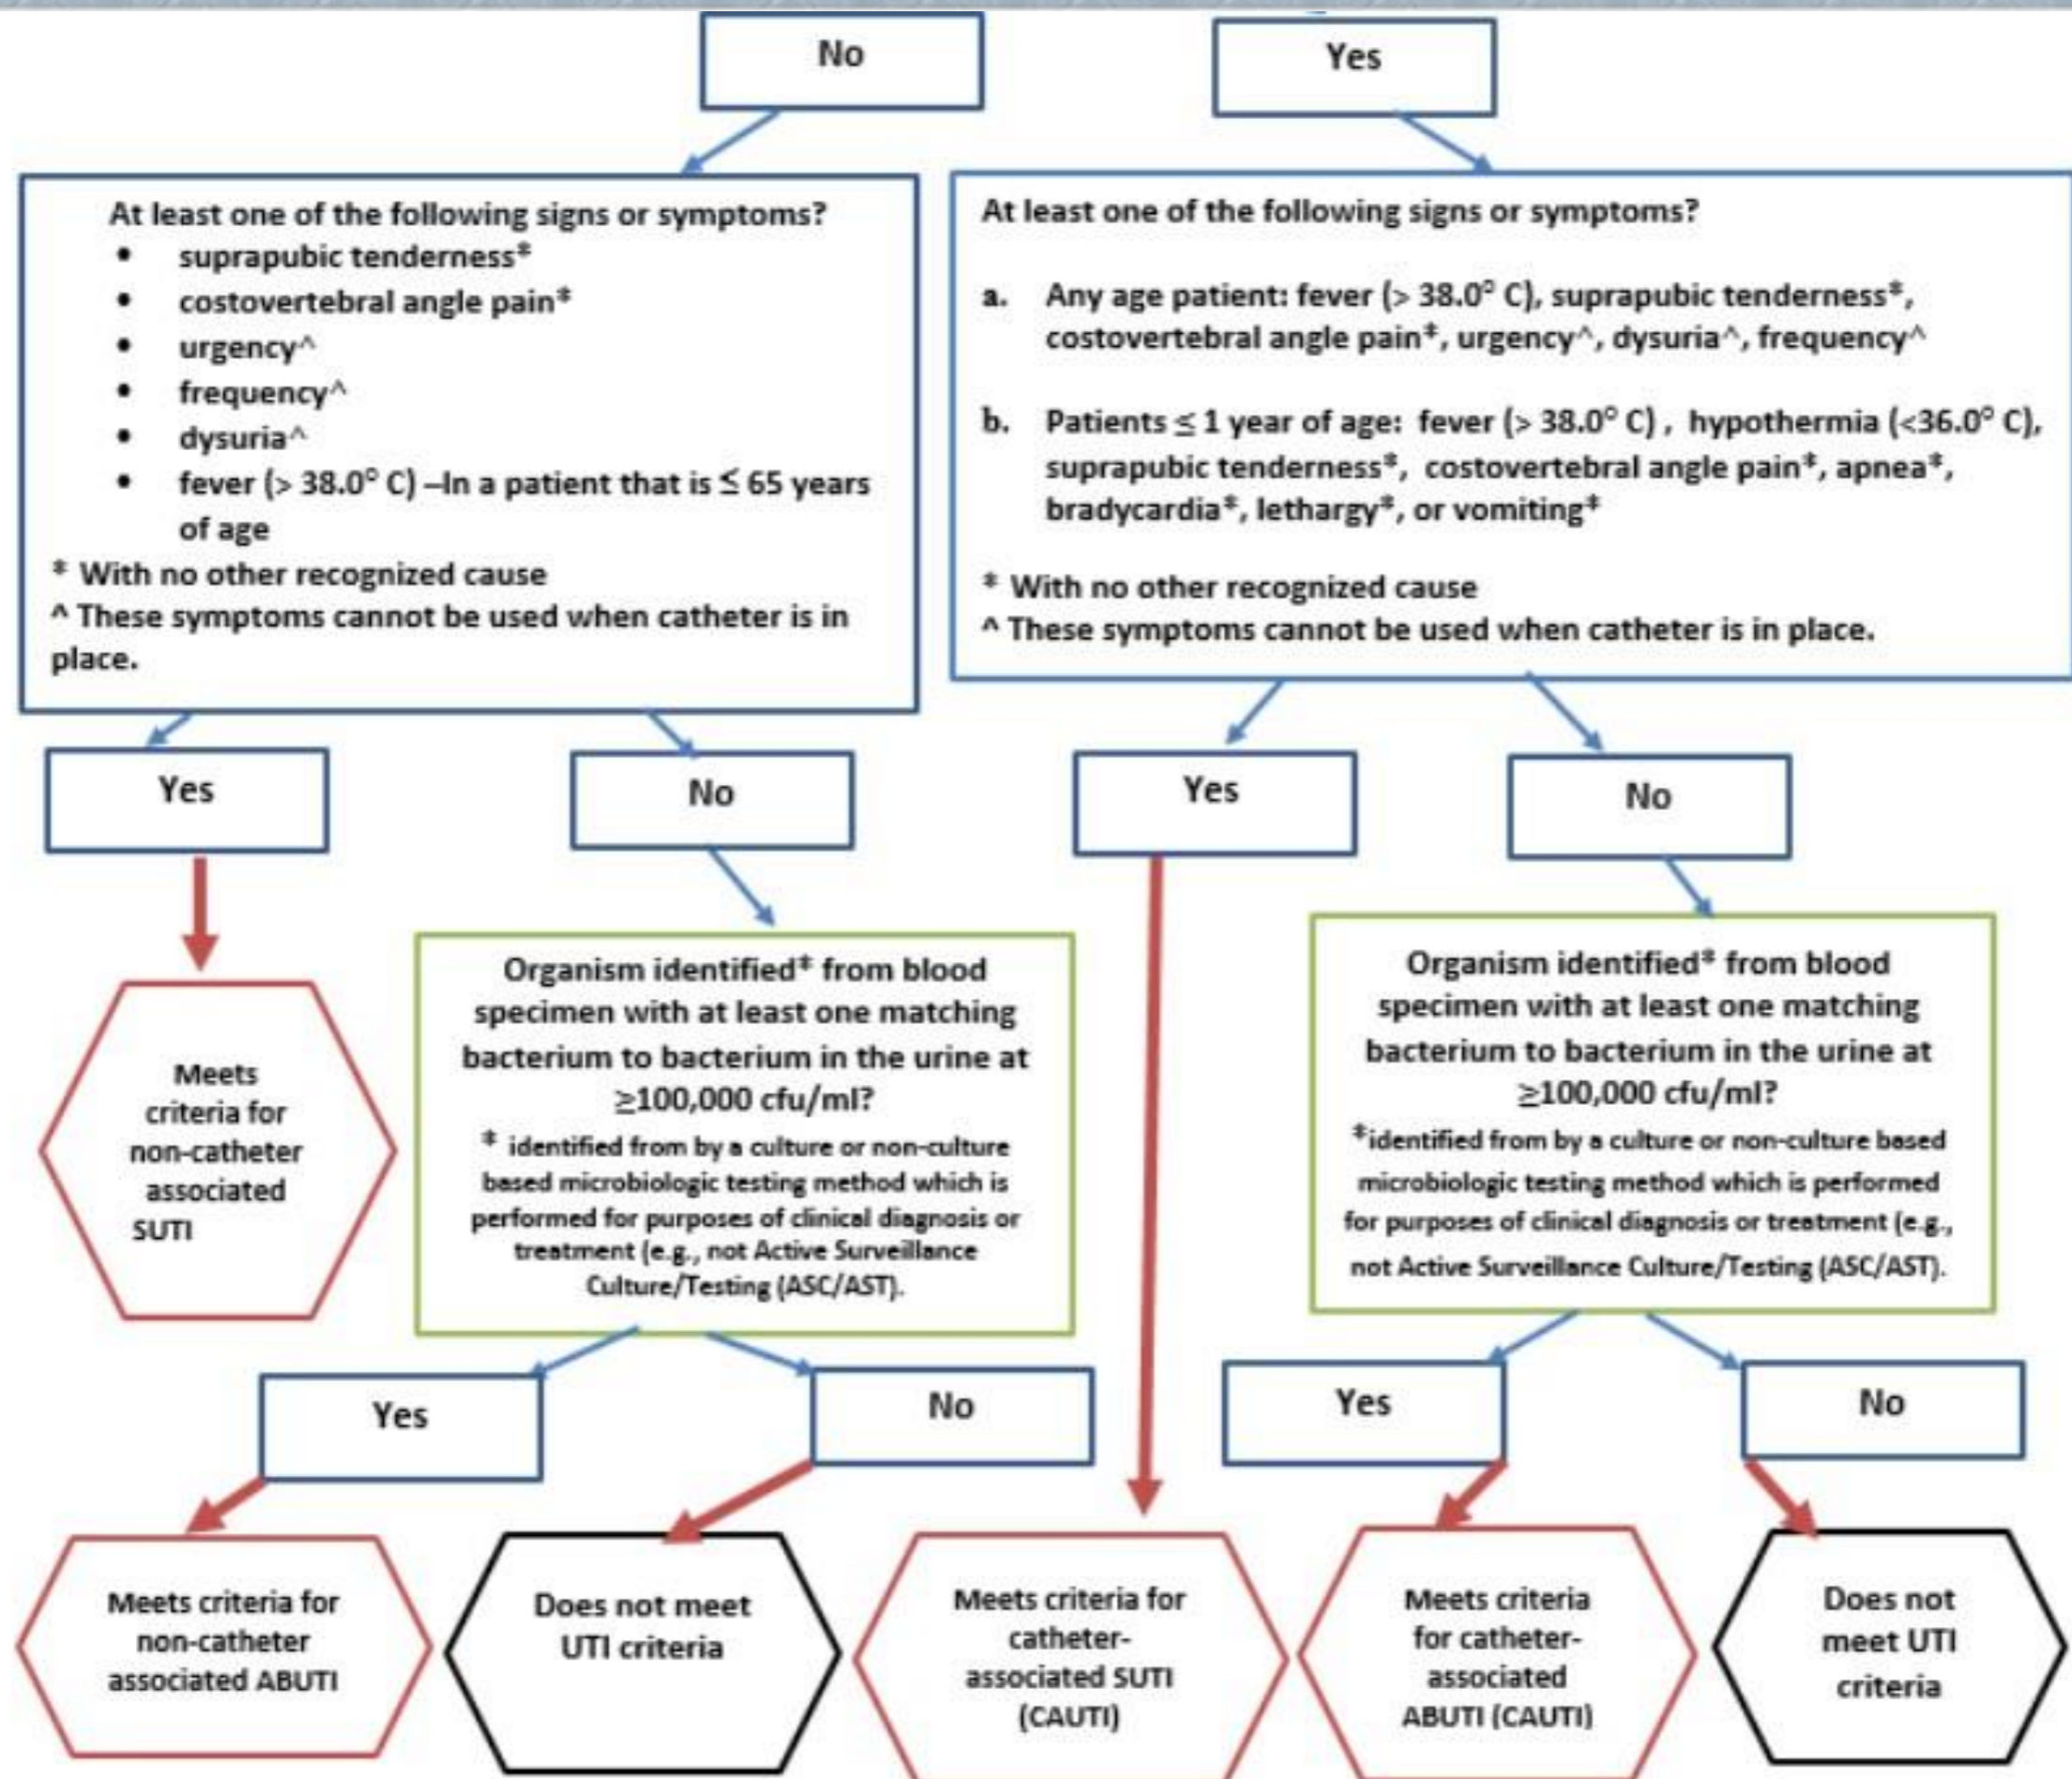 No
Yes
At least one of the following signs or symptoms?
• suprapubic tenderness*
• costovertebral angle pain*
• urgency^
• frequency^
• dysuria^
• fever (> 38.0° C) –In a patient that is ≤ 65 years
of age
* With no other recognized cause
^ These symptoms cannot be used when catheter is in
place.
At least one of the following signs or symptoms?
a. Any age patient: fever (> 38.0° C), suprapubic tenderness*,
costovertebral angle pain*, urgency^, dysuria^, frequency^
b. Patients ≤ 1 year of age: fever (> 38.0° C) , hypothermia (<36.0° C),
suprapubic tenderness*, costovertebral angle pain*, apnea*,
bradycardia*, lethargy*, or vomiting*
* With no other recognized cause
^ These symptoms cannot be used when catheter is in place.
Yes
No
Yes
No
Meets
criteria for
non-catheter
associated
SUTI
Organism identified* from blood
specimen with at least one matching
bacterium to bacterium in the urine at
≥100,000 cfu/ml?
* identified from by a culture or non-culture
based microbiologic testing method which is
performed for purposes of clinical diagnosis or
treatment (e.g., not Active Surveillance
Culture/Testing (ASC/AST).
Organism identified* from blood
specimen with at least one matching
bacterium to bacterium in the urine at
≥100,000 cfu/ml?
*identified from by a culture or non-culture based
microbiologic testing method which is performed
for purposes of clinical diagnosis or treatment (e.g.,
not Active Surveillance Culture/Testing (ASC/AST).
Yes
No
Yes
No
Meets criteria for
non-catheter
associated ABUTI
Does not meet
UTI criteria
Meets criteria for
catheter-
associated SUTI
(CAUTI)
Meets criteria
for catheter-
associated
ABUTI (CAUTI)
Does not
meet UTI
criteria